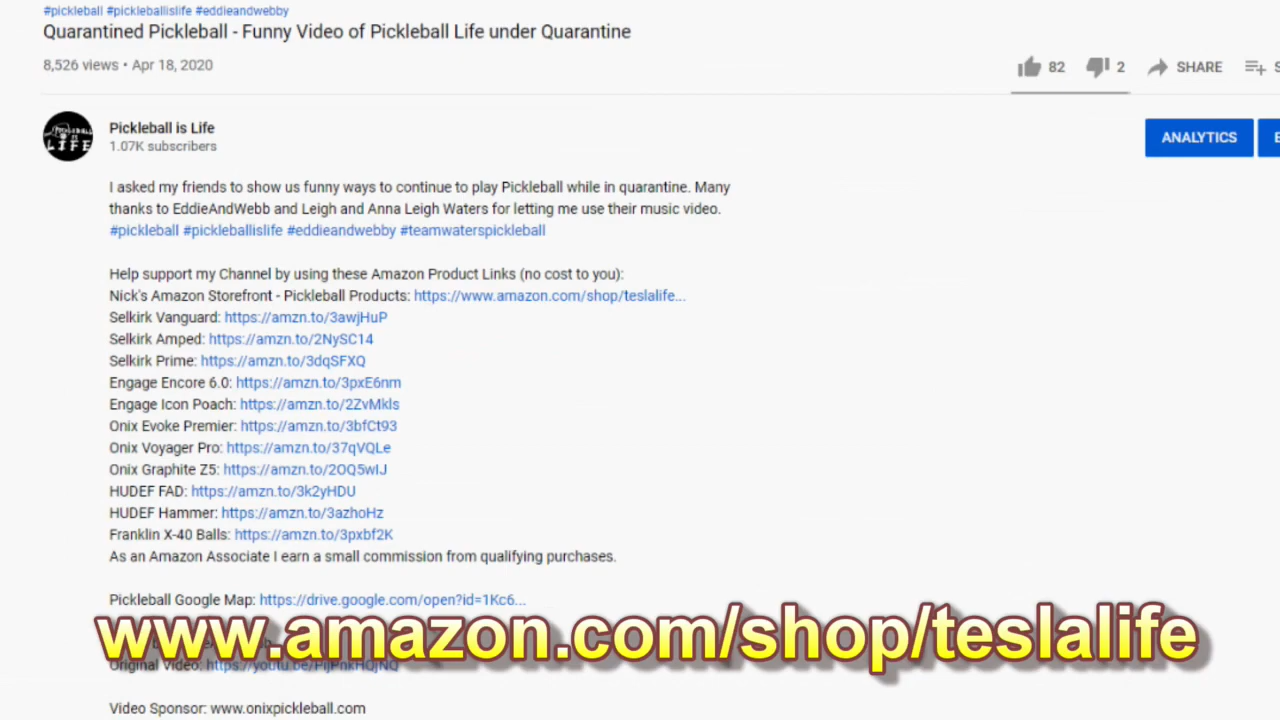 #pickleball #pickleballislife #eddieandwebby
Quarantined Pickleball - Funny Video of Pickleball Life under Quarantine
8,526 views • Apr 18, 2020
82 2 SHARE S
PICKLEBALL IS LIFE
Pickleball is Life
1.07K subscribers
ANALYTICS E
I asked my friends to show us funny ways to continue to play Pickleball while in quarantine. Many
thanks to EddieAndWebb and Leigh and Anna Leigh Waters for letting me use their music video.
#pickleball #pickleballislife #eddieandwebby #teamwaterspickleball
Help support my Channel by using these Amazon Product Links (no cost to you):
Nick's Amazon Storefront - Pickleball Products: https://www.amazon.com/shop/teslalife...
Selkirk Vanguard: https://amzn.to/3awjHuP
Selkirk Amped: https://amzn.to/2NySC14
Selkirk Prime: https://amzn.to/3dqSFXQ
Engage Encore 6.0: https://amzn.to/3pxE6nm
Engage Icon Poach: https://amzn.to/2ZvMkls
Onix Evoke Premier: https://amzn.to/3bfCt93
Onix Voyager Pro: https://amzn.to/37qVQLe
Onix Graphite Z5: https://amzn.to/2OQ5wIJ
HUDEF FAD: https://amzn.to/3k2yHDU
HUDEF Hammer: https://amzn.to/3azhoHz
Franklin X-40 Balls: https://amzn.to/3pxbf2K
As an Amazon Associate I earn a small commission from qualifying purchases.
Pickleball Google Map: https://drive.google.com/open?id=1Kc6...
www.amazon.com/shop/teslalife
Original Video:
Video Sponsor: www.onixpickleball.com